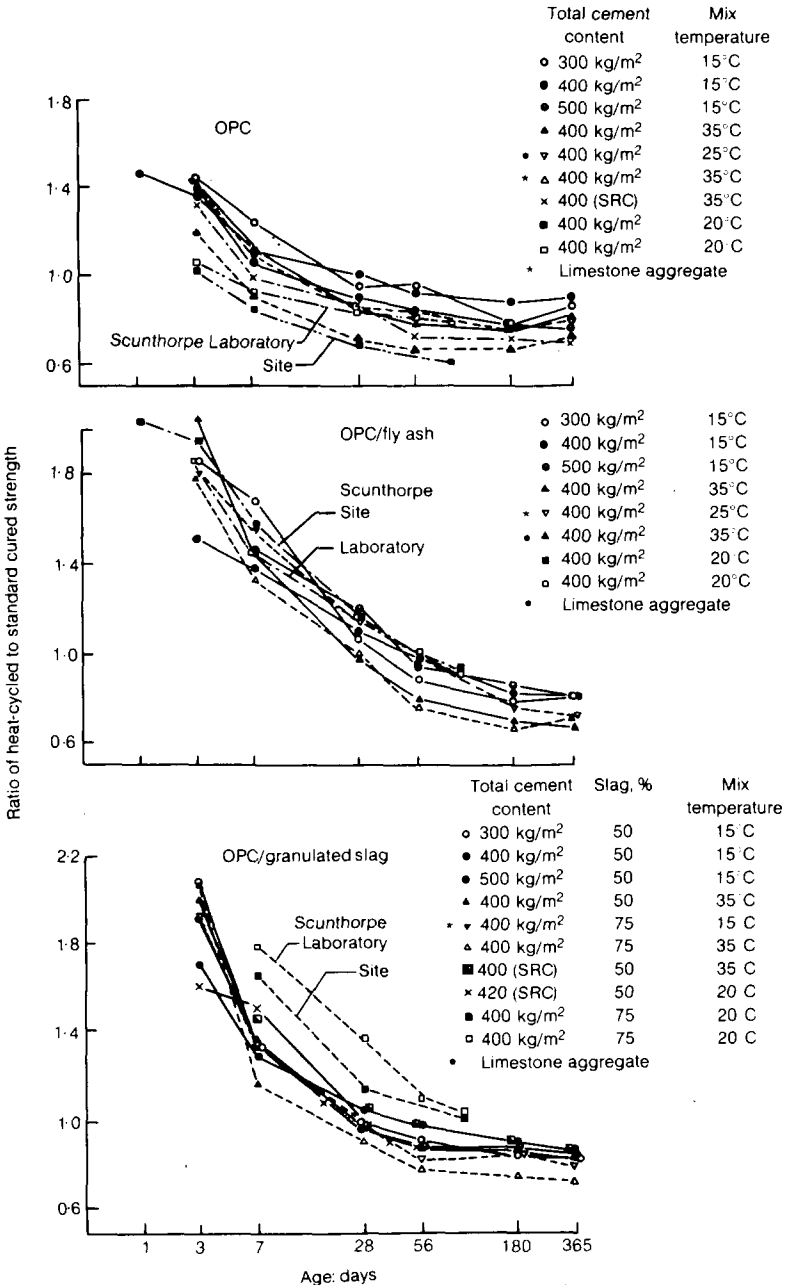 Total cement content Mix temperature
300 kg/m² 15°C
400 kg/m² 15°C
500 kg/m² 15°C
400 kg/m² 35°C
400 kg/m² 25°C
* 400 kg/m² 35°C
400 (SRC) 35°C
400 kg/m² 20°C
400 kg/m² 20°C
* Limestone aggregate
OPC
1·8
1·4
1·0
0·6
Scunthorpe Laboratory
Site
OPC/fly ash
300 kg/m² 15°C
400 kg/m² 15°C
500 kg/m² 15°C
400 kg/m² 35°C
* 400 kg/m² 25°C
400 kg/m² 35°C
400 kg/m² 20°C
400 kg/m² 20°C
Limestone aggregate
1·8
1·4
1·0
0·6
Scunthorpe
Site
Laboratory
Ratio of heat-cycled to standard cured strength
Total cement content Slag, % Mix temperature
300 kg/m² 50 15°C
400 kg/m² 50 15°C
500 kg/m² 50 15°C
400 kg/m² 50 35°C
* 400 kg/m² 75 15 C
400 kg/m² 75 35 C
400 (SRC) 50 35 C
420 (SRC) 50 20 C
400 kg/m² 75 20 C
400 kg/m² 75 20 C
Limestone aggregate
OPC/granulated slag
2·2
1·8
1·4
1·0
0·6
Scunthorpe
Laboratory
Site
1 3 7 28 56 180 365
Age: days